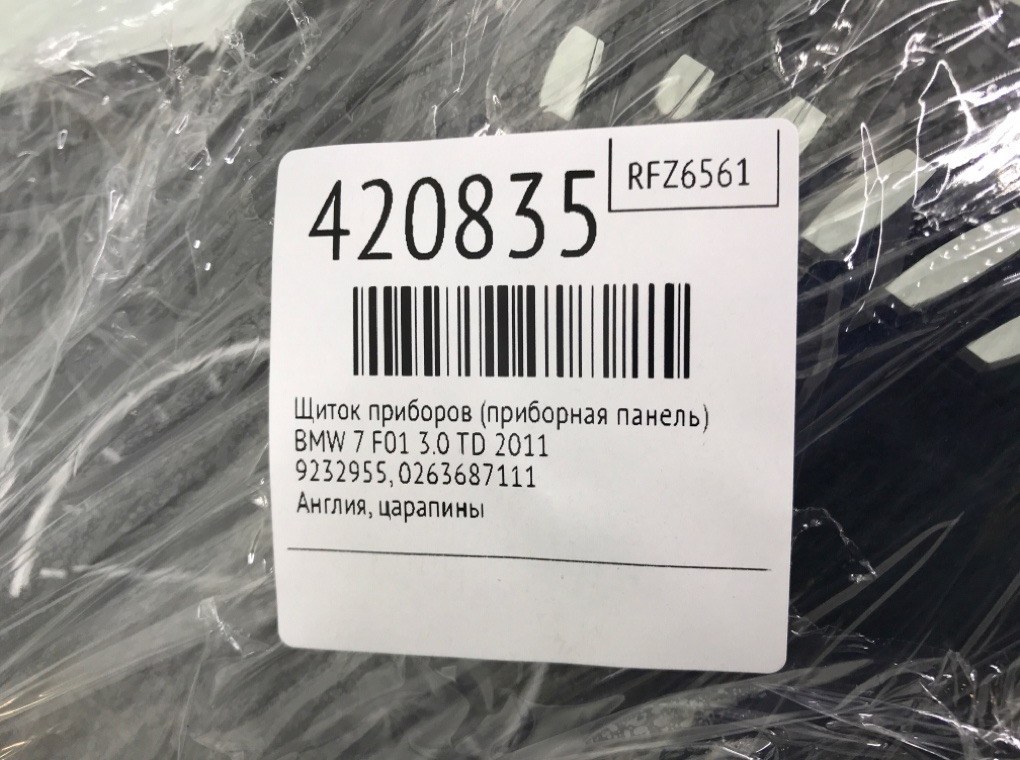 RFZ6561
420835
Щиток приборов (приборная панель)
BMW 7 F01 3.0 TD 2011
9232955, 0263687111
Англия, царапины